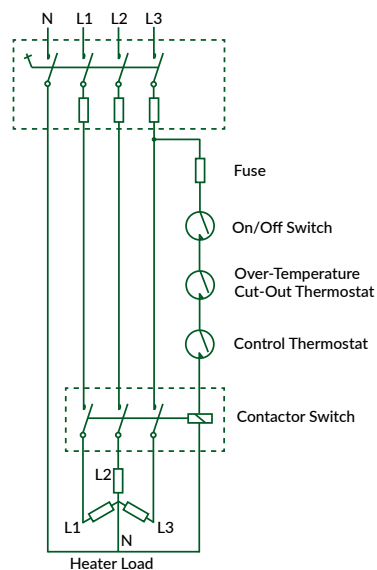 N L1 L2 L3
Fuse
On/Off Switch
Over-Temperature
Cut-Out Thermostat
Control Thermostat
Contactor Switch
L2
L1 L3
N
Heater Load